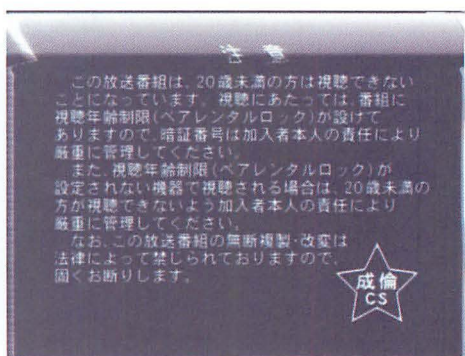 注意
この放送番組は、20歳未満の方は視聴できない
ことになっています。視聴にあたっては、番組に
視聴年齢制限(ペアレンタルロック)が設けて
ありますので、暗証番号は加入者本人の責任により
厳重に管理してください。
また、視聴年齢制限(ペアレンタルロック)が
設定されない機器で視聴される場合は、20歳未満の
方が視聴できないよう加入者本人の責任により
厳重に管理してください。
なお、この放送番組の無断複製・改変は
法律によって禁じられておりますので、
固くお断りします。
成倫
CS